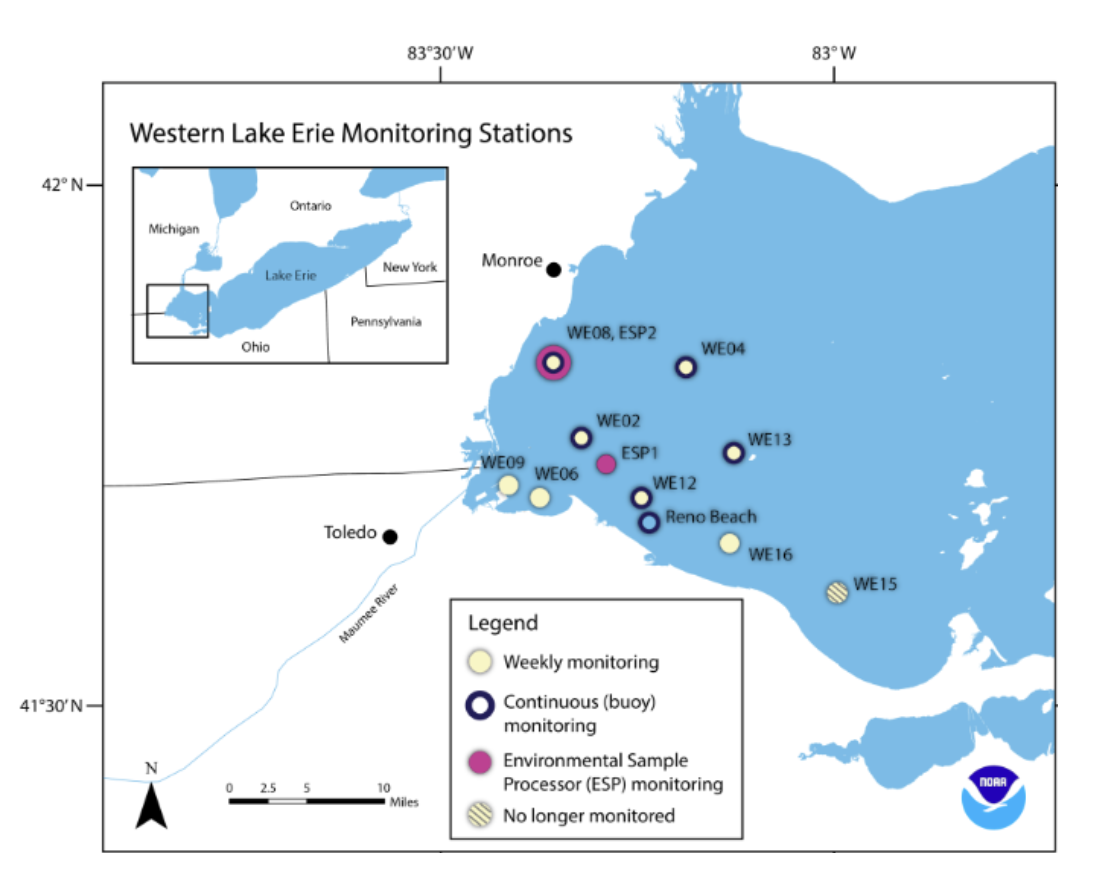 83°30'W
83°W
Western Lake Erie Monitoring Stations
42°N
Ontario
Michigan
Lake Erie
New York
Pennsylvania
Ohio
Monroe
WE08, ESP2
WE04
WE02
WE13
ESP1
WE09
WE06
WE12
Reno Beach
Toledo
WE16
WE15
Maumee River
Legend
Weekly monitoring
Continuous (buoy)
monitoring
41°30'N
Environmental Sample
Processor (ESP) monitoring
No longer monitored
N
0 2.5 5 10
Miles
NOAA